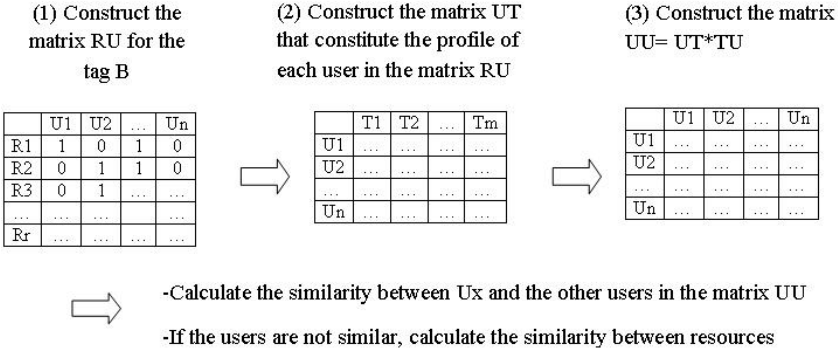 (1) Construct the
matrix RU for the
tag B
(2) Construct the matrix UT
that constitute the profile of
each user in the matrix RU
(3) Construct the matrix
UU= UT*TU
U1 U2 ... Un
R1 1 0 1 0
R2 0 1 1 0
R3 0 1 ... ...
... ... ... ...
Rr ... ... ... ...
T1 T2 ... Tm
U1 ... ... ... ...
U2 ... ... ... ...
... ... ... ... ...
Un ... ... ... ...
U1 U2 ... Un
U1 ... ... ... ...
U2 ... ... ... ...
... ... ... ... ...
Un ... ... ... ...
-Calculate the similarity between Ux and the other users in the matrix UU
-If the users are not similar, calculate the similarity between resources